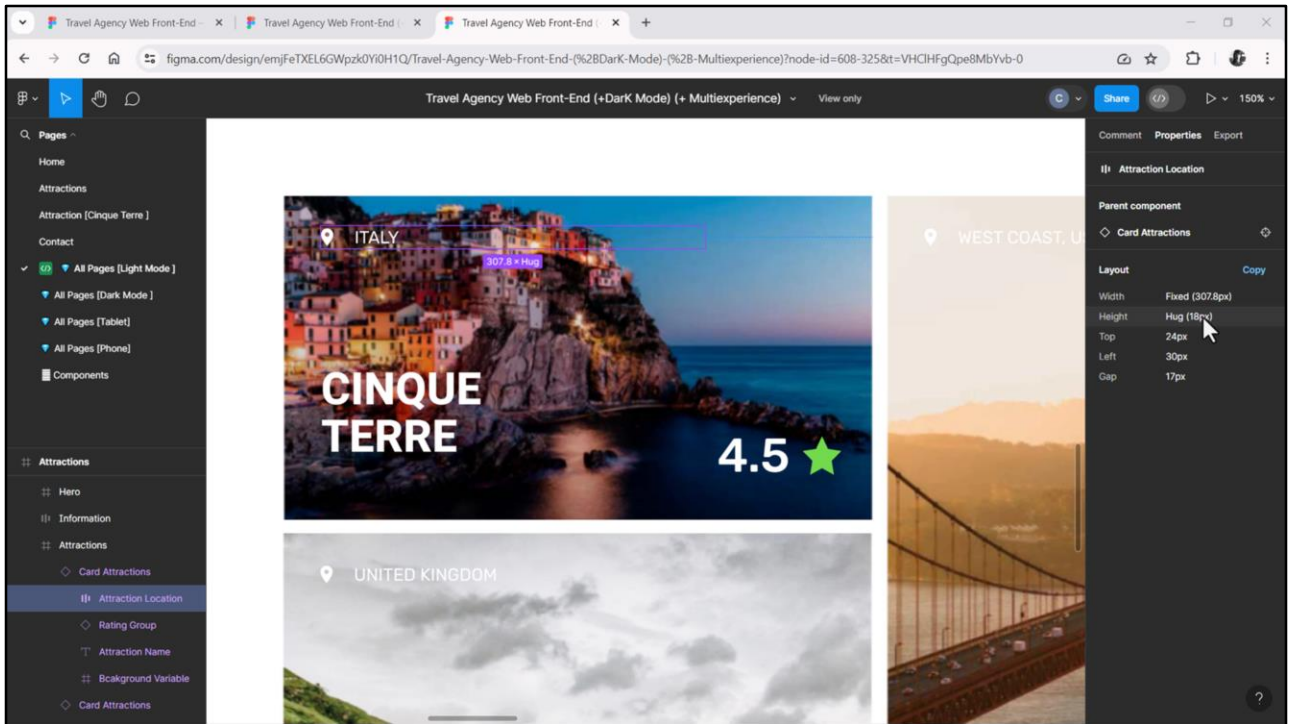 Travel Agency Web Front-End –
Travel Agency Web Front-End (
Travel Agency Web Front-End (
figma.com/design/emjFeTXEL6GWpzk0Yi0H1Q/Travel-Agency-Web-Front-End-(%2BDarK-Mode)-(%2B-Multiexperience)?node-id=608-325&t=VHClHFgQpe8MbYvb-0
Travel Agency Web Front-End (+DarK Mode) (+ Multiexperience)
View only
C
Share
150%
Pages
Home
Attractions
Attraction [Cinque Terre ]
Contact
All Pages [Light Mode ]
All Pages [Dark Mode ]
All Pages [Tablet]
All Pages [Phone]
Components
Attractions
Hero
Information
Attractions
Card Attractions
Attraction Location
Rating Group
Attraction Name
Bcakground Variable
Card Attractions
ITALY
307.8 × Hug
CINQUE
TERRE
4.5
WEST COAST, U
UNITED KINGDOM
Comment Properties Export
Attraction Location
Parent component
Card Attractions
Layout Copy
Width Fixed (307.8px)
Height Hug (18px)
Top 24px
Left 30px
Gap 17px
?